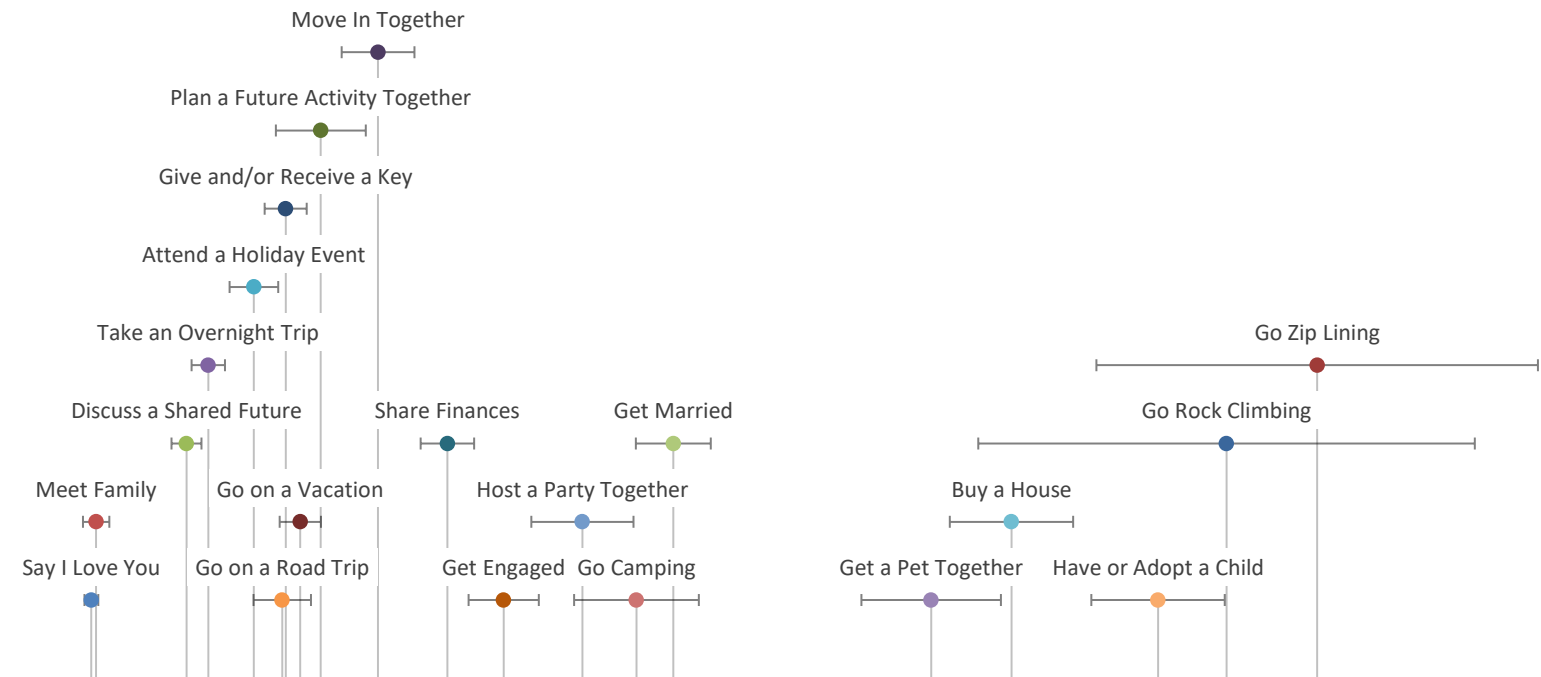 Move In Together
Plan a Future Activity Together
Give and/or Receive a Key
Attend a Holiday Event
Take an Overnight Trip
Go Zip Lining
Discuss a Shared Future
Share Finances
Get Married
Go Rock Climbing
Meet Family
Go on a Vacation
Host a Party Together
Buy a House
Say I Love You
Go on a Road Trip
Get Engaged
Go Camping
Get a Pet Together
Have or Adopt a Child